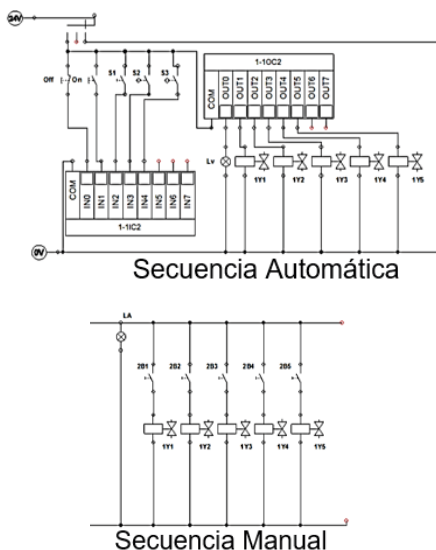 24V
Off
On
S1
S2
S3
1-1OC2
COM
OUT0
OUT1
OUT2
OUT3
OUT4
OUT5
OUT6
OUT7
Lv
1Y1
1Y2
1Y3
1Y4
1Y5
COM
IN0
IN1
IN2
IN3
IN4
IN5
IN6
IN7
1-1IC2
0V
Secuencia Automática
LA
2B1
2B2
2B3
2B4
2B5
1Y1
1Y2
1Y3
1Y4
1Y5
Secuencia Manual